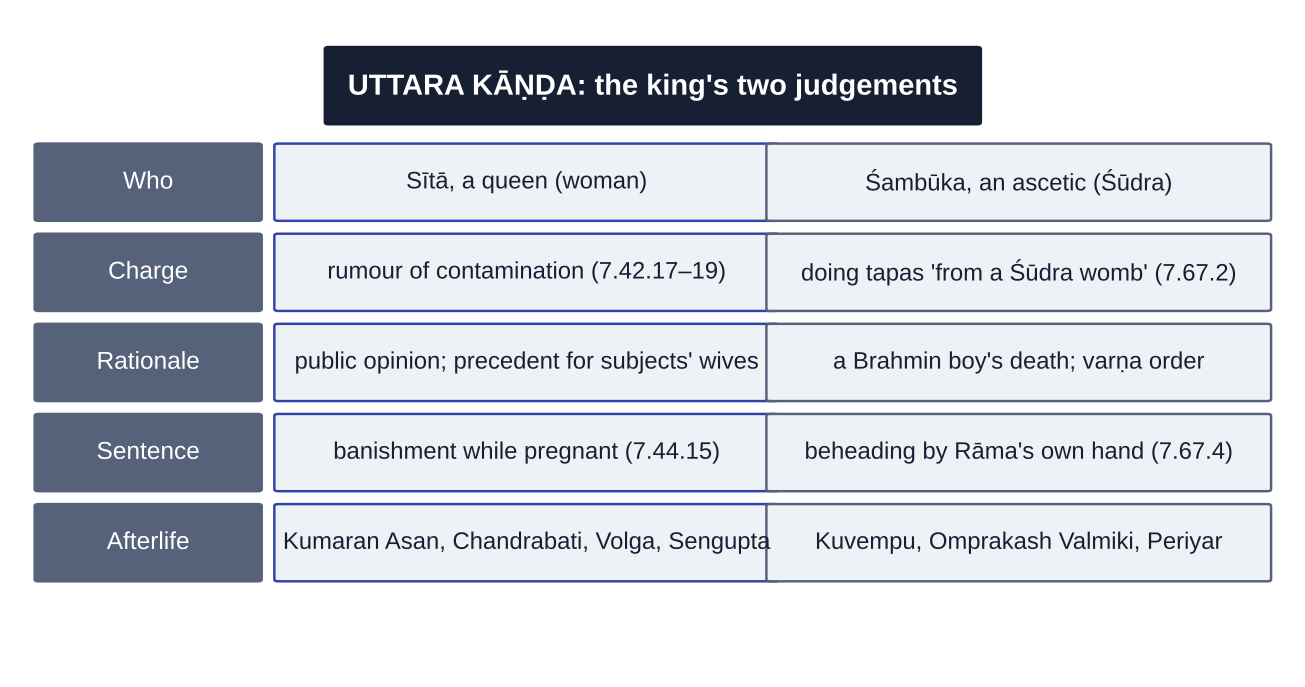 UTTARA KĀṆḌA: the king's two judgements
Who
Sītā, a queen (woman)
Śambūka, an ascetic (Śūdra)
Charge
rumour of contamination (7.42.17–19)
doing tapas 'from a Śūdra womb' (7.67.2)
Rationale
public opinion; precedent for subjects' wives
a Brahmin boy's death; varṇa order
Sentence
banishment while pregnant (7.44.15)
beheading by Rāma's own hand (7.67.4)
Afterlife
Kumaran Asan, Chandrabati, Volga, Sengupta
Kuvempu, Omprakash Valmiki, Periyar